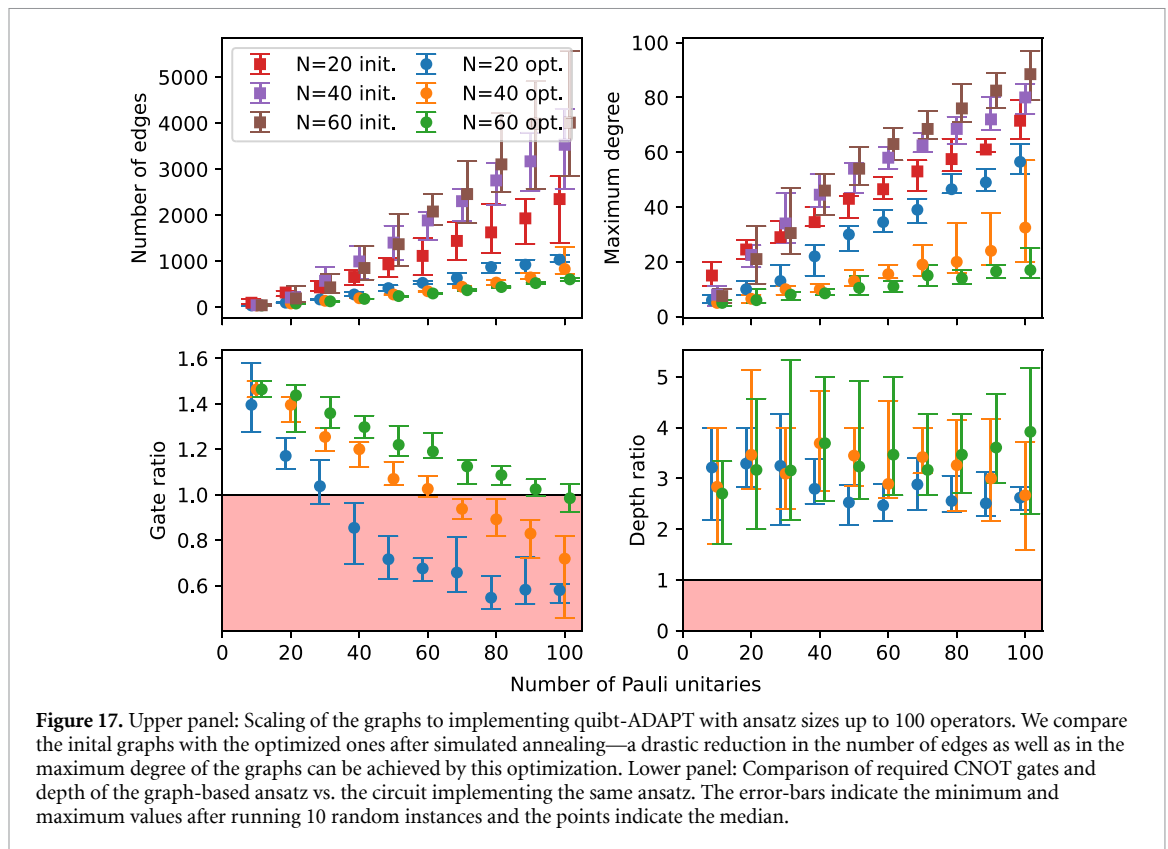 N=20 init.
N=40 init.
N=60 init.
N=20 opt.
N=40 opt.
N=60 opt.
Number of edges
5000
4000
3000
2000
1000
0
Maximum degree
100
80
60
40
20
0
Gate ratio
1.6
1.4
1.2
1.0
0.8
0.6
0
20
40
60
80
100
Depth ratio
5
4
3
2
1
0
0
20
40
60
80
100
Number of Pauli unitaries
Figure 17. Upper panel: Scaling of the graphs to implementing quibt-ADAPT with ansatz sizes up to 100 operators. We compare
the inital graphs with the optimized ones after simulated annealing—a drastic reduction in the number of edges as well as in the
maximum degree of the graphs can be achieved by this optimization. Lower panel: Comparison of required CNOT gates and
depth of the graph-based ansatz vs. the circuit implementing the same ansatz. The error-bars indicate the minimum and
maximum values after running 10 random instances and the points indicate the median.